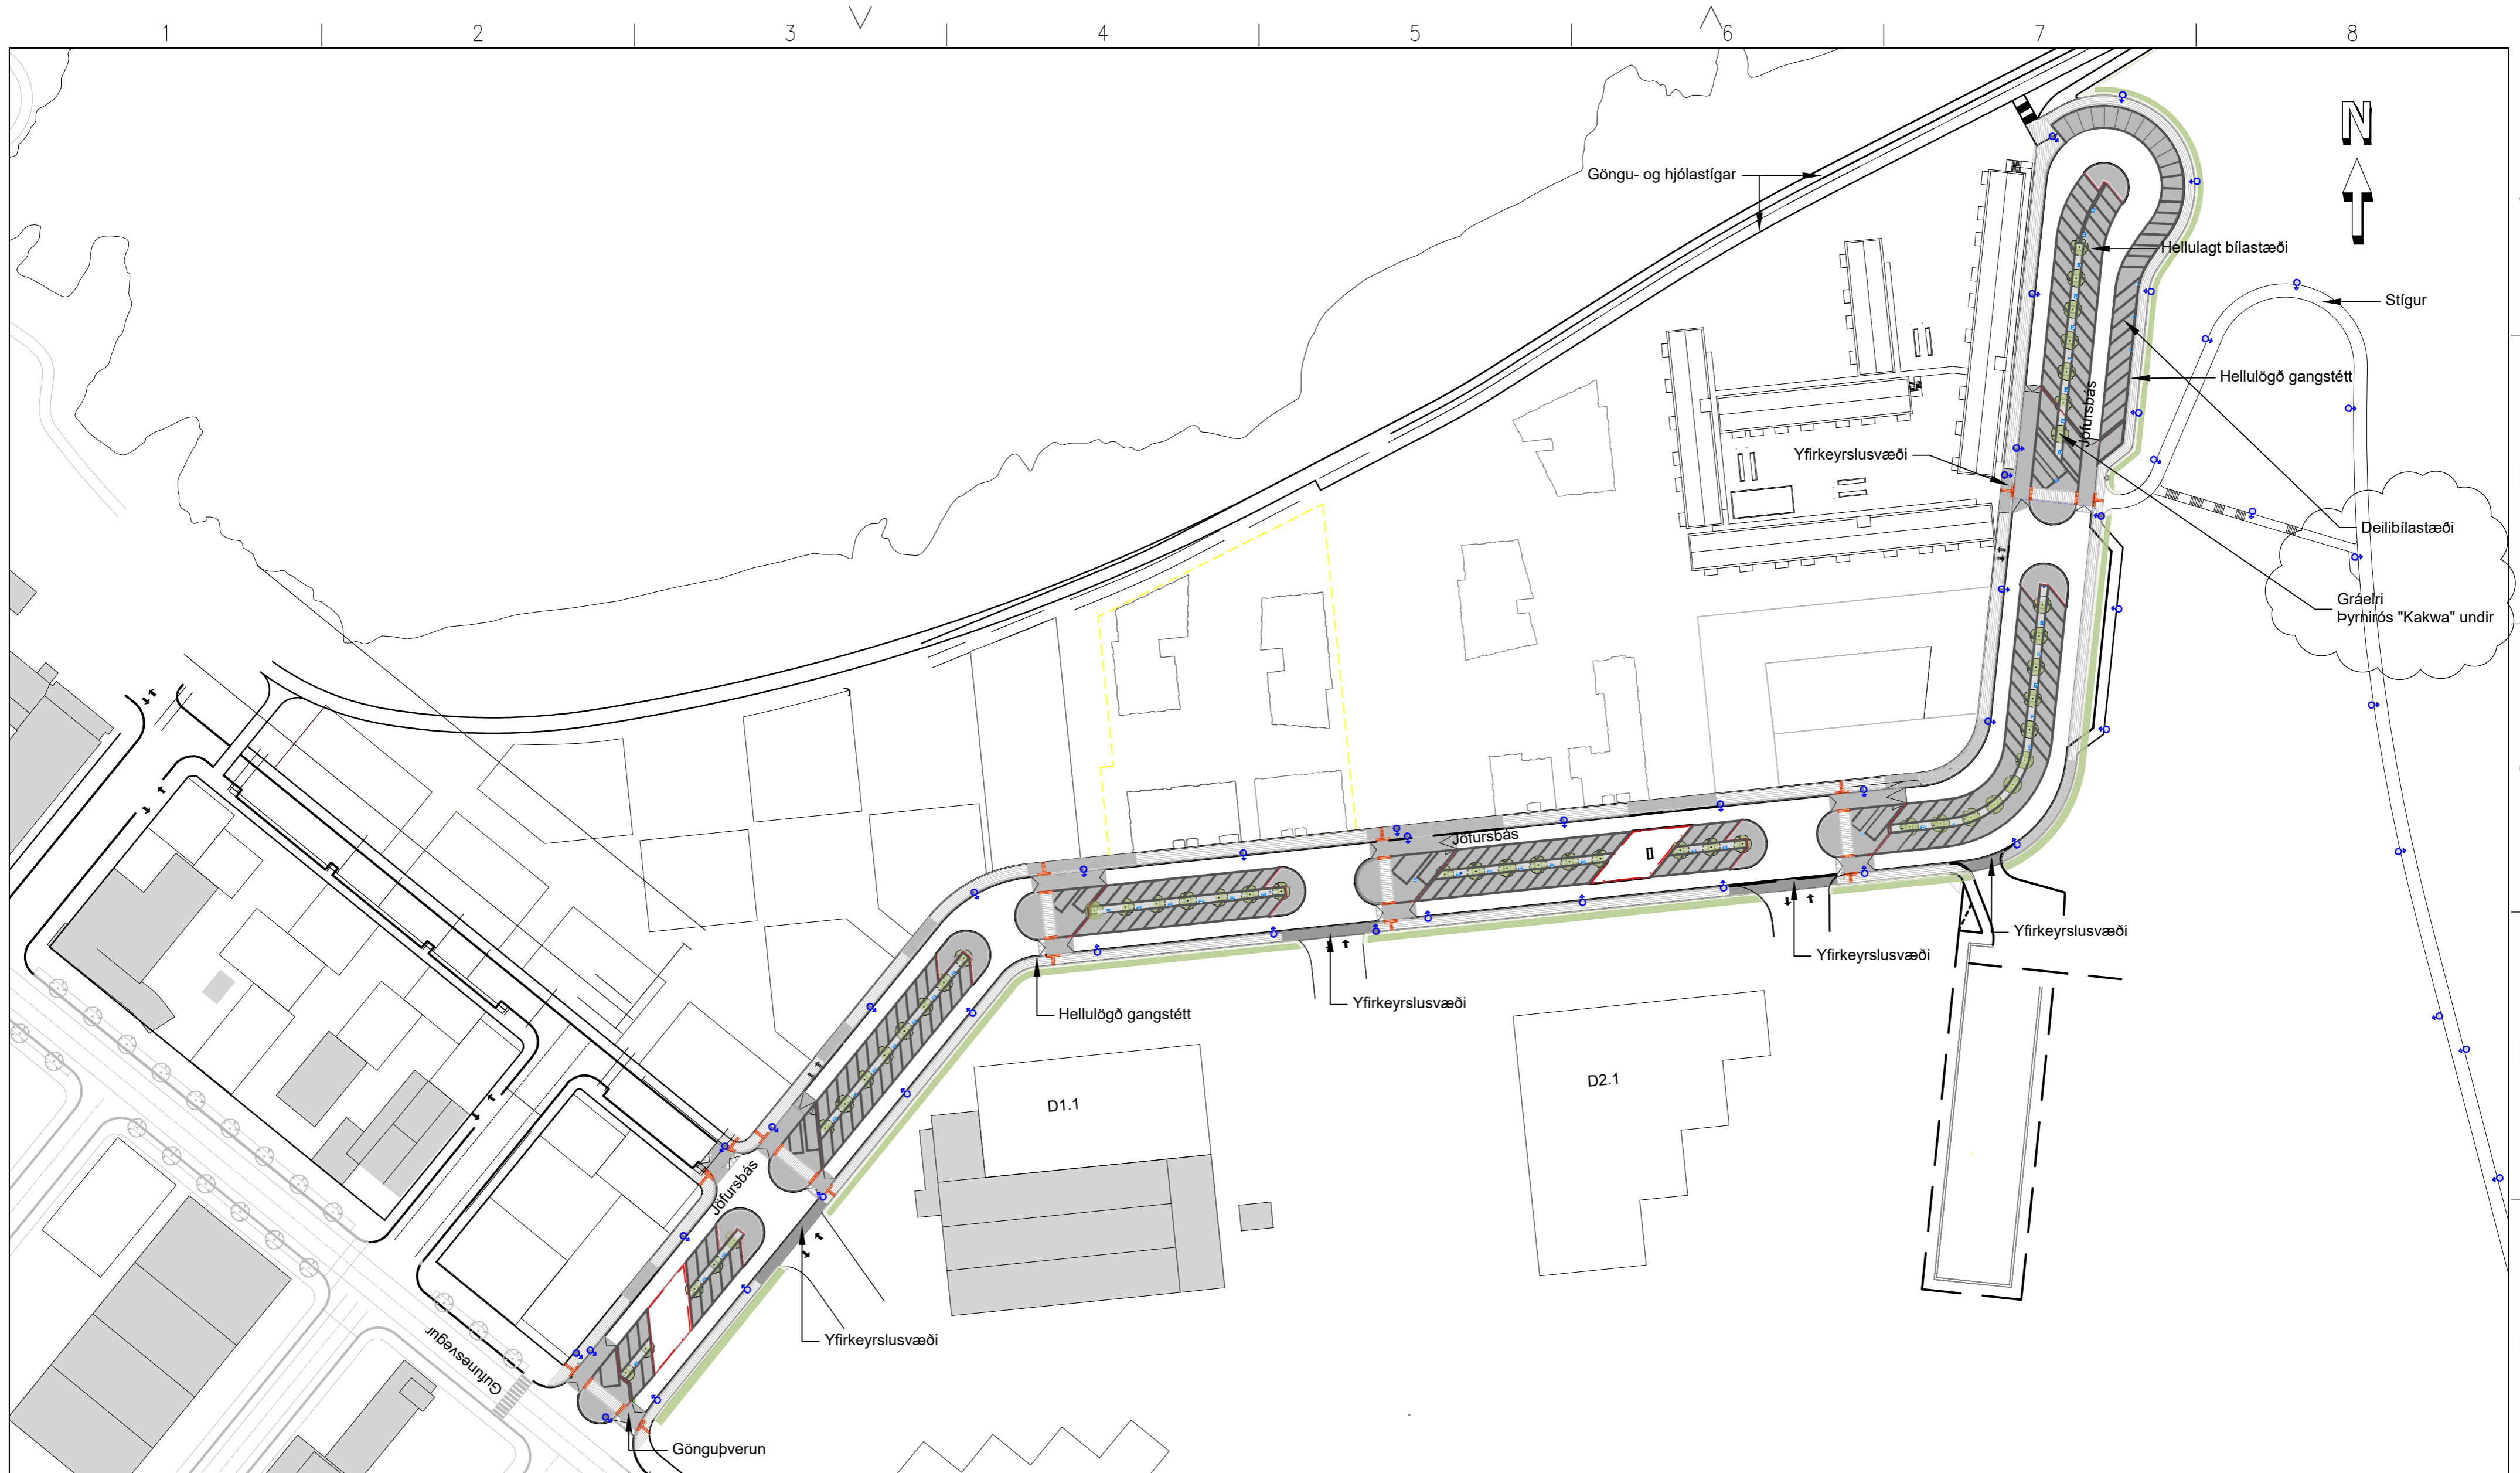 1
2
3
4
5
6
7
8
N
Göngu- og hjólastígar
Hellulagt bílastæði
Stígur
Hellulögð gangstétt
Jöfursbás
Yfirkeyrslusvæði
Deilibílastæði
Gráelri
Þyrnirós "Kakwa" undir
Jöfursbás
Yfirkeyrslusvæði
Yfirkeyrslusvæði
Yfirkeyrslusvæði
Hellulögð gangstétt
D1.1
D2.1
Jöfursbás
Yfirkeyrslusvæði
Gufunesvegur
Gönguþverun